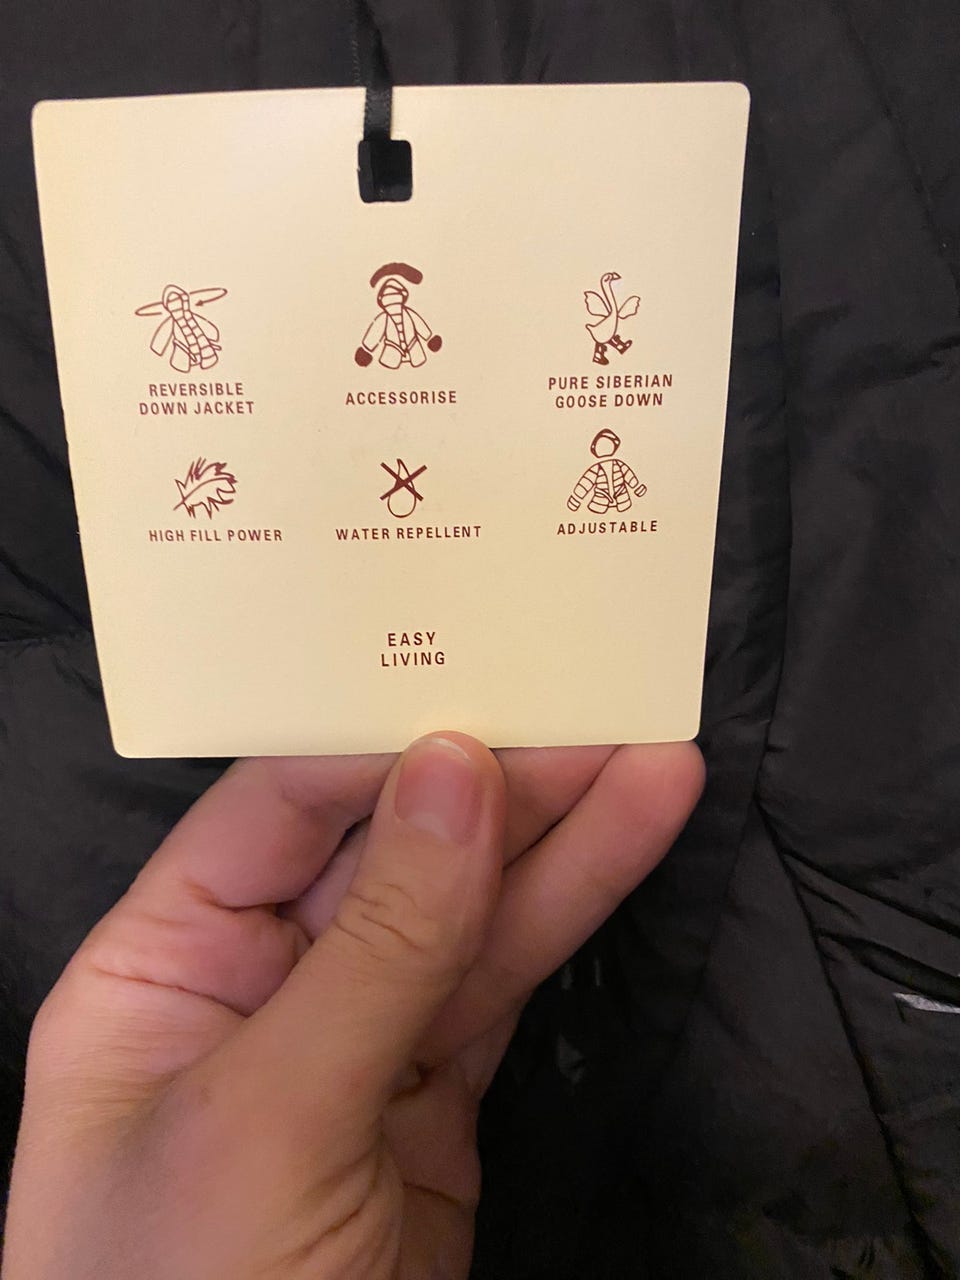 REVERSIBLE
DOWN JACKET
ACCESSORISE
PURE SIBERIAN
GOOSE DOWN
HIGH FILL POWER
WATER REPELLENT
ADJUSTABLE
EASY
LIVING